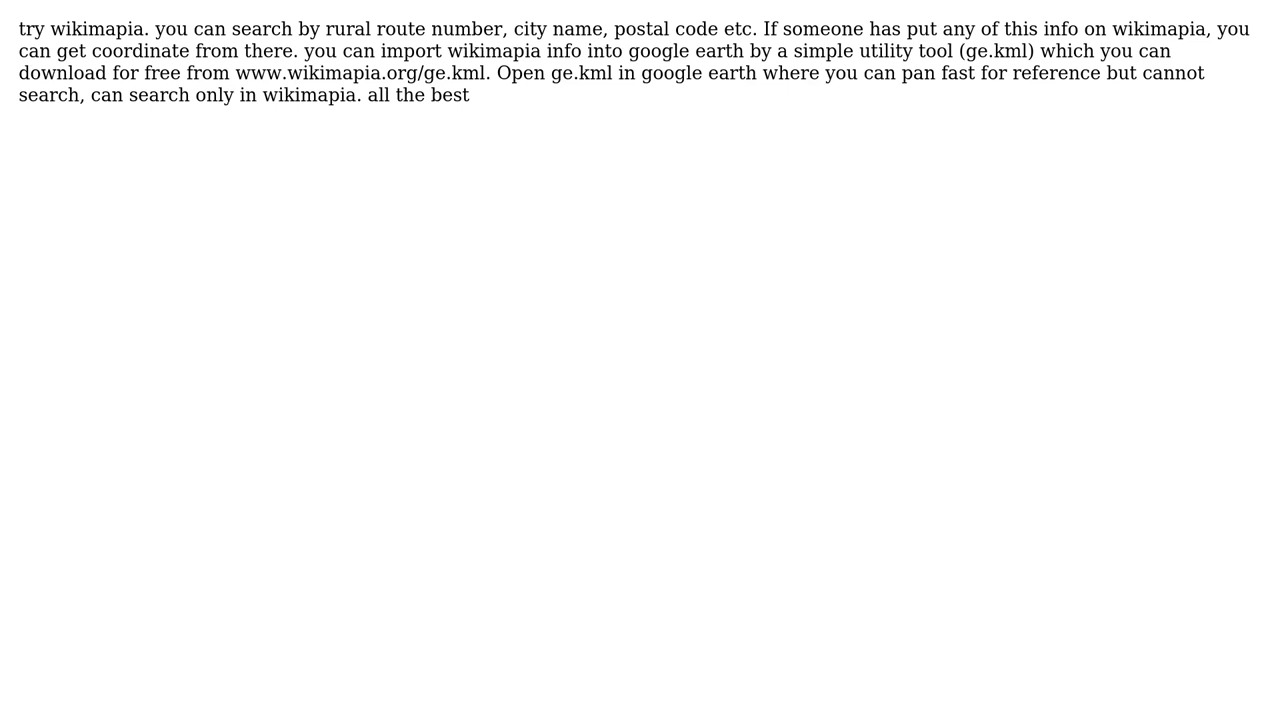 try wikimapia. you can search by rural route number, city name, postal code etc. If someone has put any of this info on wikimapia, you
can get coordinate from there. you can import wikimapia info into google earth by a simple utility tool (ge.kml) which you can
download for free from www.wikimapia.org/ge.kml. Open ge.kml in google earth where you can pan fast for reference but cannot
search, can search only in wikimapia. all the best